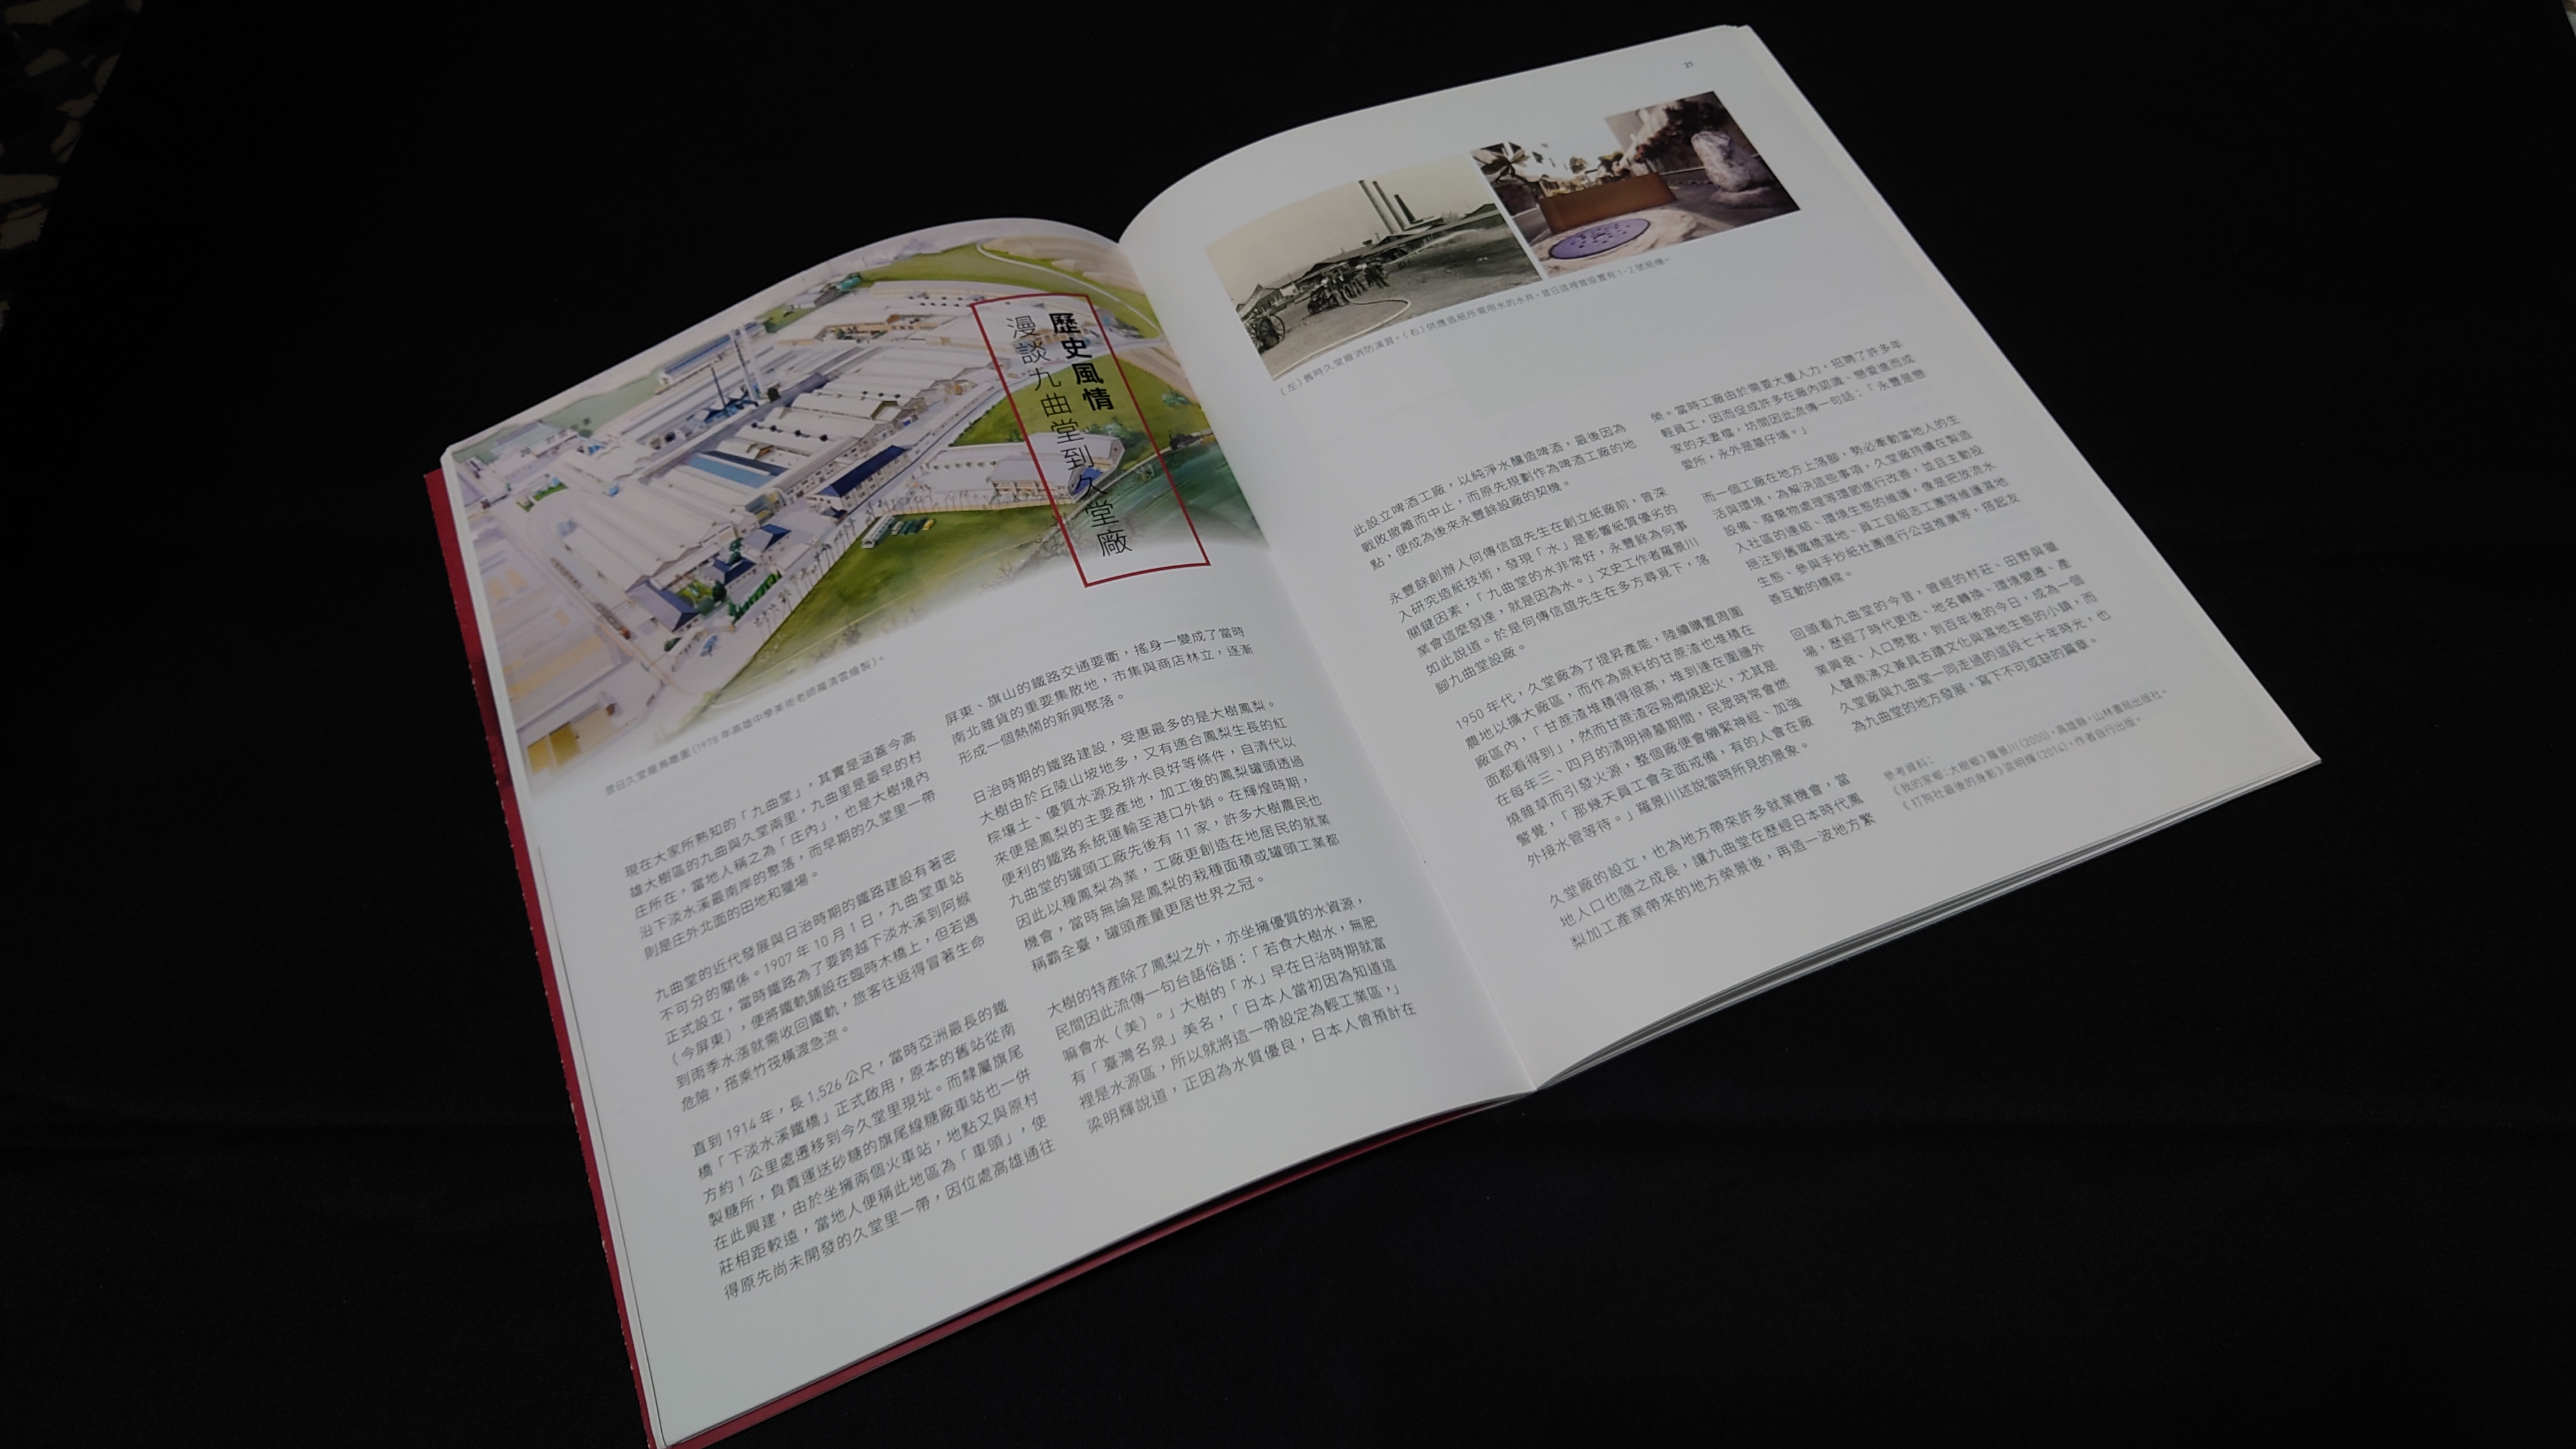 歷史風情
漫談九曲堂到久堂廠
昔日久堂廠鳥瞰圖(1978年高雄中學美術老師羅清雲繪製)。
現在大家所熟知的「九曲堂」,其實是涵蓋今高
雄大樹區的九曲與久堂兩里,九曲里是最早的村
庄所在,當地人稱之為「庄內」,也是大樹境內
沿下淡水溪最南岸的聚落,而早期的久堂里一帶
則是庄外北面的田地和獵場。
九曲堂的近代發展與日治時期的鐵路建設有著密
不可分的關係。1907年10月1日,九曲堂車站
正式設立,當時鐵路為了要跨越下淡水溪到阿緱
(今屏東),便將鐵軌鋪設在臨時木橋上,但若遇
到雨季水漲就需收回鐵軌,旅客往返得冒著生命
危險,搭乘竹筏橫渡急流。
直到1914年,長1,526公尺,當時亞洲最長的鐵
橋「下淡水溪鐵橋」正式啟用,原本的舊站從南
方約1公里處遷移到今久堂里現址。而隸屬旗尾
製糖所,負責運送砂糖的旗尾線糖廠車站也一併
在此興建,由於坐擁兩個火車站,地點又與原村
莊相距較遠,當地人便稱此地區為「車頭」,使
得原先尚未開發的久堂里一帶,因位處高雄通往
屏東、旗山的鐵路交通要衝,搖身一變成了當時
南北雜貨的重要集散地,市集與商店林立,逐漸
形成一個熱鬧的新興聚落。
日治時期的鐵路建設,受惠最多的是大樹鳳梨。
大樹由於丘陵山坡地多,又有適合鳳梨生長的紅
棕壤土、優質水源及排水良好等條件,自清代以
來便是鳳梨的主要產地,加工後的鳳梨罐頭透過
便利的鐵路系統運輸至港口外銷。在輝煌時期,
九曲堂的罐頭工廠先後有11家,許多大樹農民也
因此以種鳳梨為業,工廠更創造在地居民的就業
機會,當時無論是鳳梨的栽種面積或罐頭工業都
稱霸全臺,罐頭產量更居世界之冠。
大樹的特產除了鳳梨之外,亦坐擁優質的水資源,
民間因此流傳一句台語俗語:「若食大樹水,無肥
嘛會水(美)。」大樹的「水」早在日治時期就富
有「臺灣名泉」美名,「日本人當初因為知道這
裡是水源區,所以就將這一帶設定為輕工業區,」
梁明輝說道,正因為水質優良,日本人曾預計在
21
(左)舊時久堂廠消防演習。(右)供應造紙所需用水的水井,昔日這裡曾設置有1、2號紙機。
此設立啤酒工廠,以純淨水釀造啤酒,最後因為
戰敗撤離而中止,而原先規劃作為啤酒工廠的地
點,便成為後來永豐餘設廠的契機。
永豐餘創辦人何傳信誼先生在創立紙廠前,曾深
入研究造紙技術,發現「水」是影響紙質優劣的
關鍵因素,「九曲堂的水非常好,永豐餘為何事
業會這麼發達,就是因為水。」文史工作者羅景川
如此說道。於是何傳信誼先生在多方尋覓下,落
腳九曲堂設廠。
1950年代,久堂廠為了提昇產能,陸續購置周圍
農地以擴大廠區,而作為原料的甘蔗渣也堆積在
廠區內,「甘蔗渣堆積得很高,堆到連在圍牆外
面都看得到」,然而甘蔗渣容易燜燒起火,尤其是
在每年三、四月的清明掃墓期間,民眾時常會燃
燒雜草而引發火源,整個廠便會繃緊神經、加強
警覺,「那幾天員工會全面戒備,有的人會在廠
外接水管等待。」羅景川述說當時所見的景象。
久堂廠的設立,也為地方帶來許多就業機會,當
地人口也隨之成長,讓九曲堂在歷經日本時代鳳
梨加工產業帶來的地方榮景後,再造一波地方繁
榮。當時工廠由於需要大量人力,招聘了許多年
輕員工,因而促成許多在廠內認識、戀愛進而成
家的夫妻檔,坊間因此流傳一句話:「永豐是戀
愛所,永外是墓仔埔。」
而一個工廠在地方上落腳,勢必牽動當地人的生
活與環境,為解決這些事項,久堂廠持續在製造
設備、廢棄物處理等環節進行改善,並且主動投
入社區的連結、環境生態的維護,像是把放流水
挹注到舊鐵橋濕地、員工自組志工團隊維護濕地
生態、參與手抄紙社團進行公益推廣等,搭起友
善互動的橋樑。
回頭看九曲堂的今昔,曾經的村莊、田野與獵
場,歷經了時代更迭、地名轉換、環境變遷、產
業興衰、人口聚散,到百年後的今日,成為一個
人聲鼎沸又兼具古蹟文化與濕地生態的小鎮,而
久堂廠與九曲堂一同走過的這段七十年時光,也
為九曲堂的地方發展,寫下不可或缺的篇章。
參考資料:
《我的家鄉:大樹鄉》羅景川(2000),高雄縣,山林書局出版社。
《打狗社最後的身影》梁明輝(2014),作者自行出版。